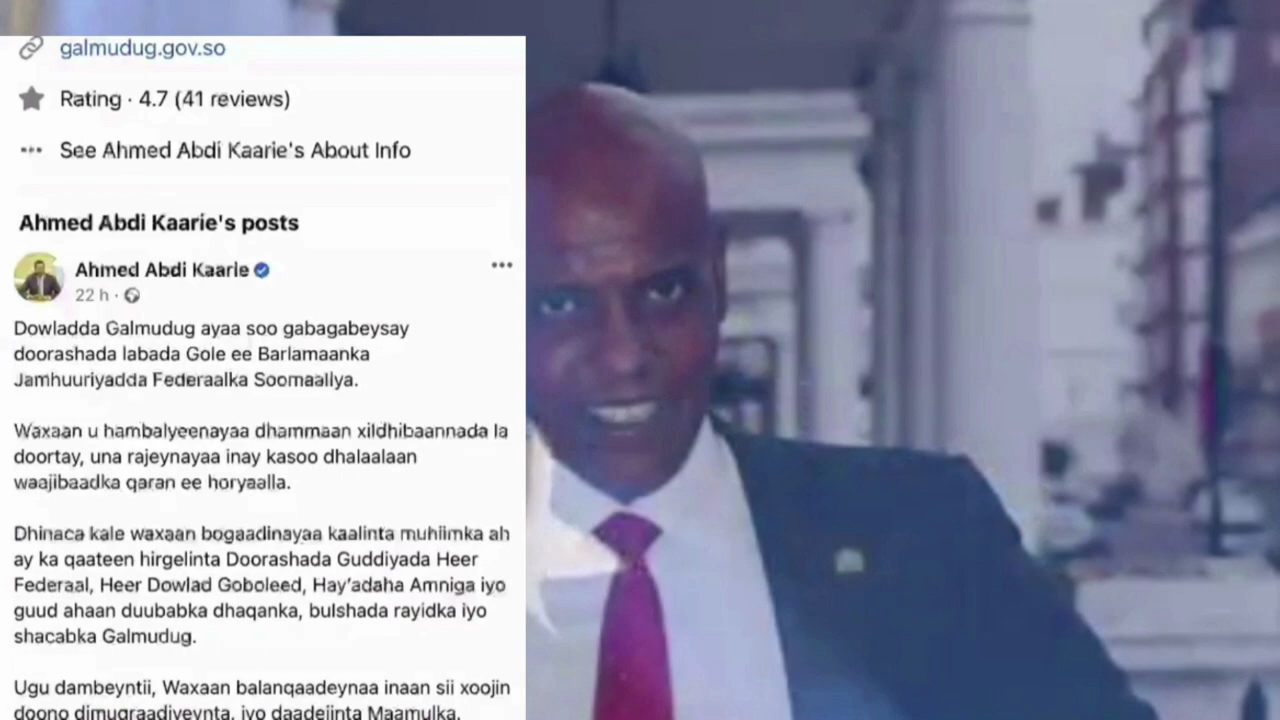 galmudug.gov.so
Rating · 4.7 (41 reviews)
See Ahmed Abdi Kaarie's About Info
Ahmed Abdi Kaarie's posts
Ahmed Abdi Kaarie
22 h ·
Dowladda Galmudug ayaa soo gabagabeysay
doorashada labada Gole ee Barlamaanka
Jamhuuriyadda Federaalka Soomaaliya.
Waxaan u hambalyeenayaa dhammaan xildhibaannada la
doortay, una rajeynayaa inay kasoo dhalaalaan
waajibaadka qaran ee horyaalla.
Dhinaca kale waxaan bogaadinayaa kaalinta muhiimka ah
ay ka qaateen hirgelinta Doorashada Guddiyada Heer
Federaal, Heer Dowlad Goboleed, Hay'adaha Amniga iyo
guud ahaan duubabka dhaqanka, bulshada rayidka iyo
shacabka Galmudug.
Ugu dambeyntii, Waxaan balanqaadeynaa inaan sii xoojin
doono dimuqraadiyeynta, iyo daadejinta Maamulka,